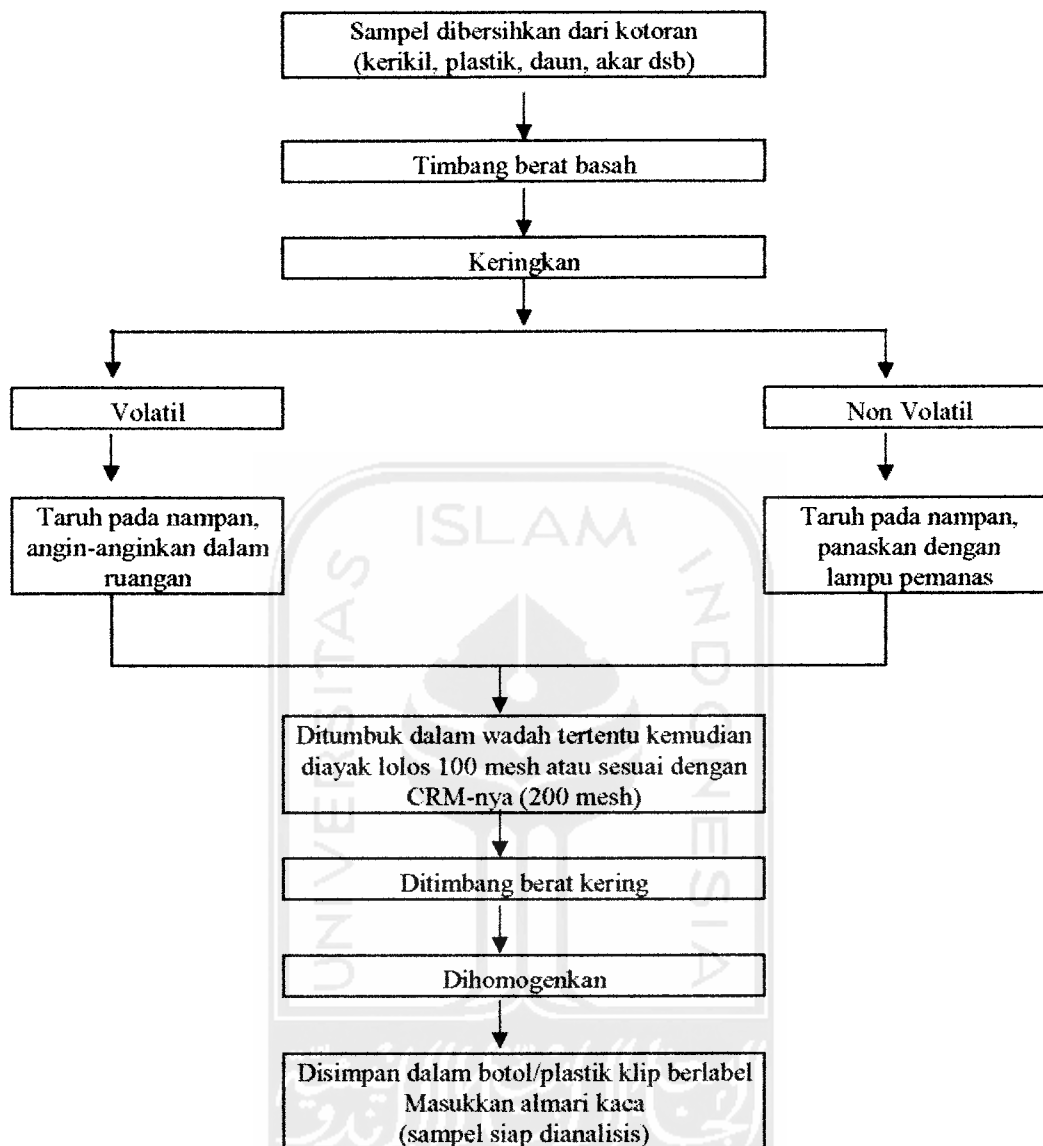 Sampel dibersihkan dari kotoran
(kerikil, plastik, daun, akar dsb)
Timbang berat basah
Keringkan
Volatil
Non Volatil
Taruh pada nampan,
angin-anginkan dalam
ruangan
Taruh pada nampan,
panaskan dengan
lampu pemanas
ISLAM
UNIVERSITAS
INDONESIA
Ditumbuk dalam wadah tertentu kemudian
diayak lolos 100 mesh atau sesuai dengan
CRM-nya (200 mesh)
Ditimbang berat kering
Dihomogenkan
Disimpan dalam botol/plastik klip berlabel
Masukkan almari kaca
(sampel siap dianalisis)